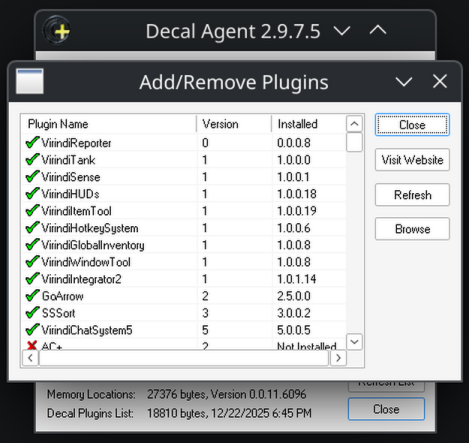 Decal Agent 2.9.7.5
Add/Remove Plugins
Plugin Name Version Installed
VirindiReporter 0 0.0.0.8
VirindiTank 1 1.0.0.0
VirindiSense 1 1.0.0.1
VirindiHUDs 1 1.0.0.18
VirindiItemTool 1 1.0.0.19
VirindiHotkeySystem 1 1.0.0.6
VirindiGlobalInventory 1 1.0.0.8
VirindiWindowTool 1 1.0.0.8
VirindiIntegrator2 1 1.0.1.14
GoArrow 2 2.5.0.0
SSSort 3 3.0.0.2
VirindiChatSystem5 5 5.0.0.5
AC+ 2 Not Installed
Close
Visit Website
Refresh
Browse
Refresh List
Memory Locations: 27376 bytes, Version 0.0.11.6096
Decal Plugins List: 18810 bytes, 12/22/2025 6:45 PM
Close